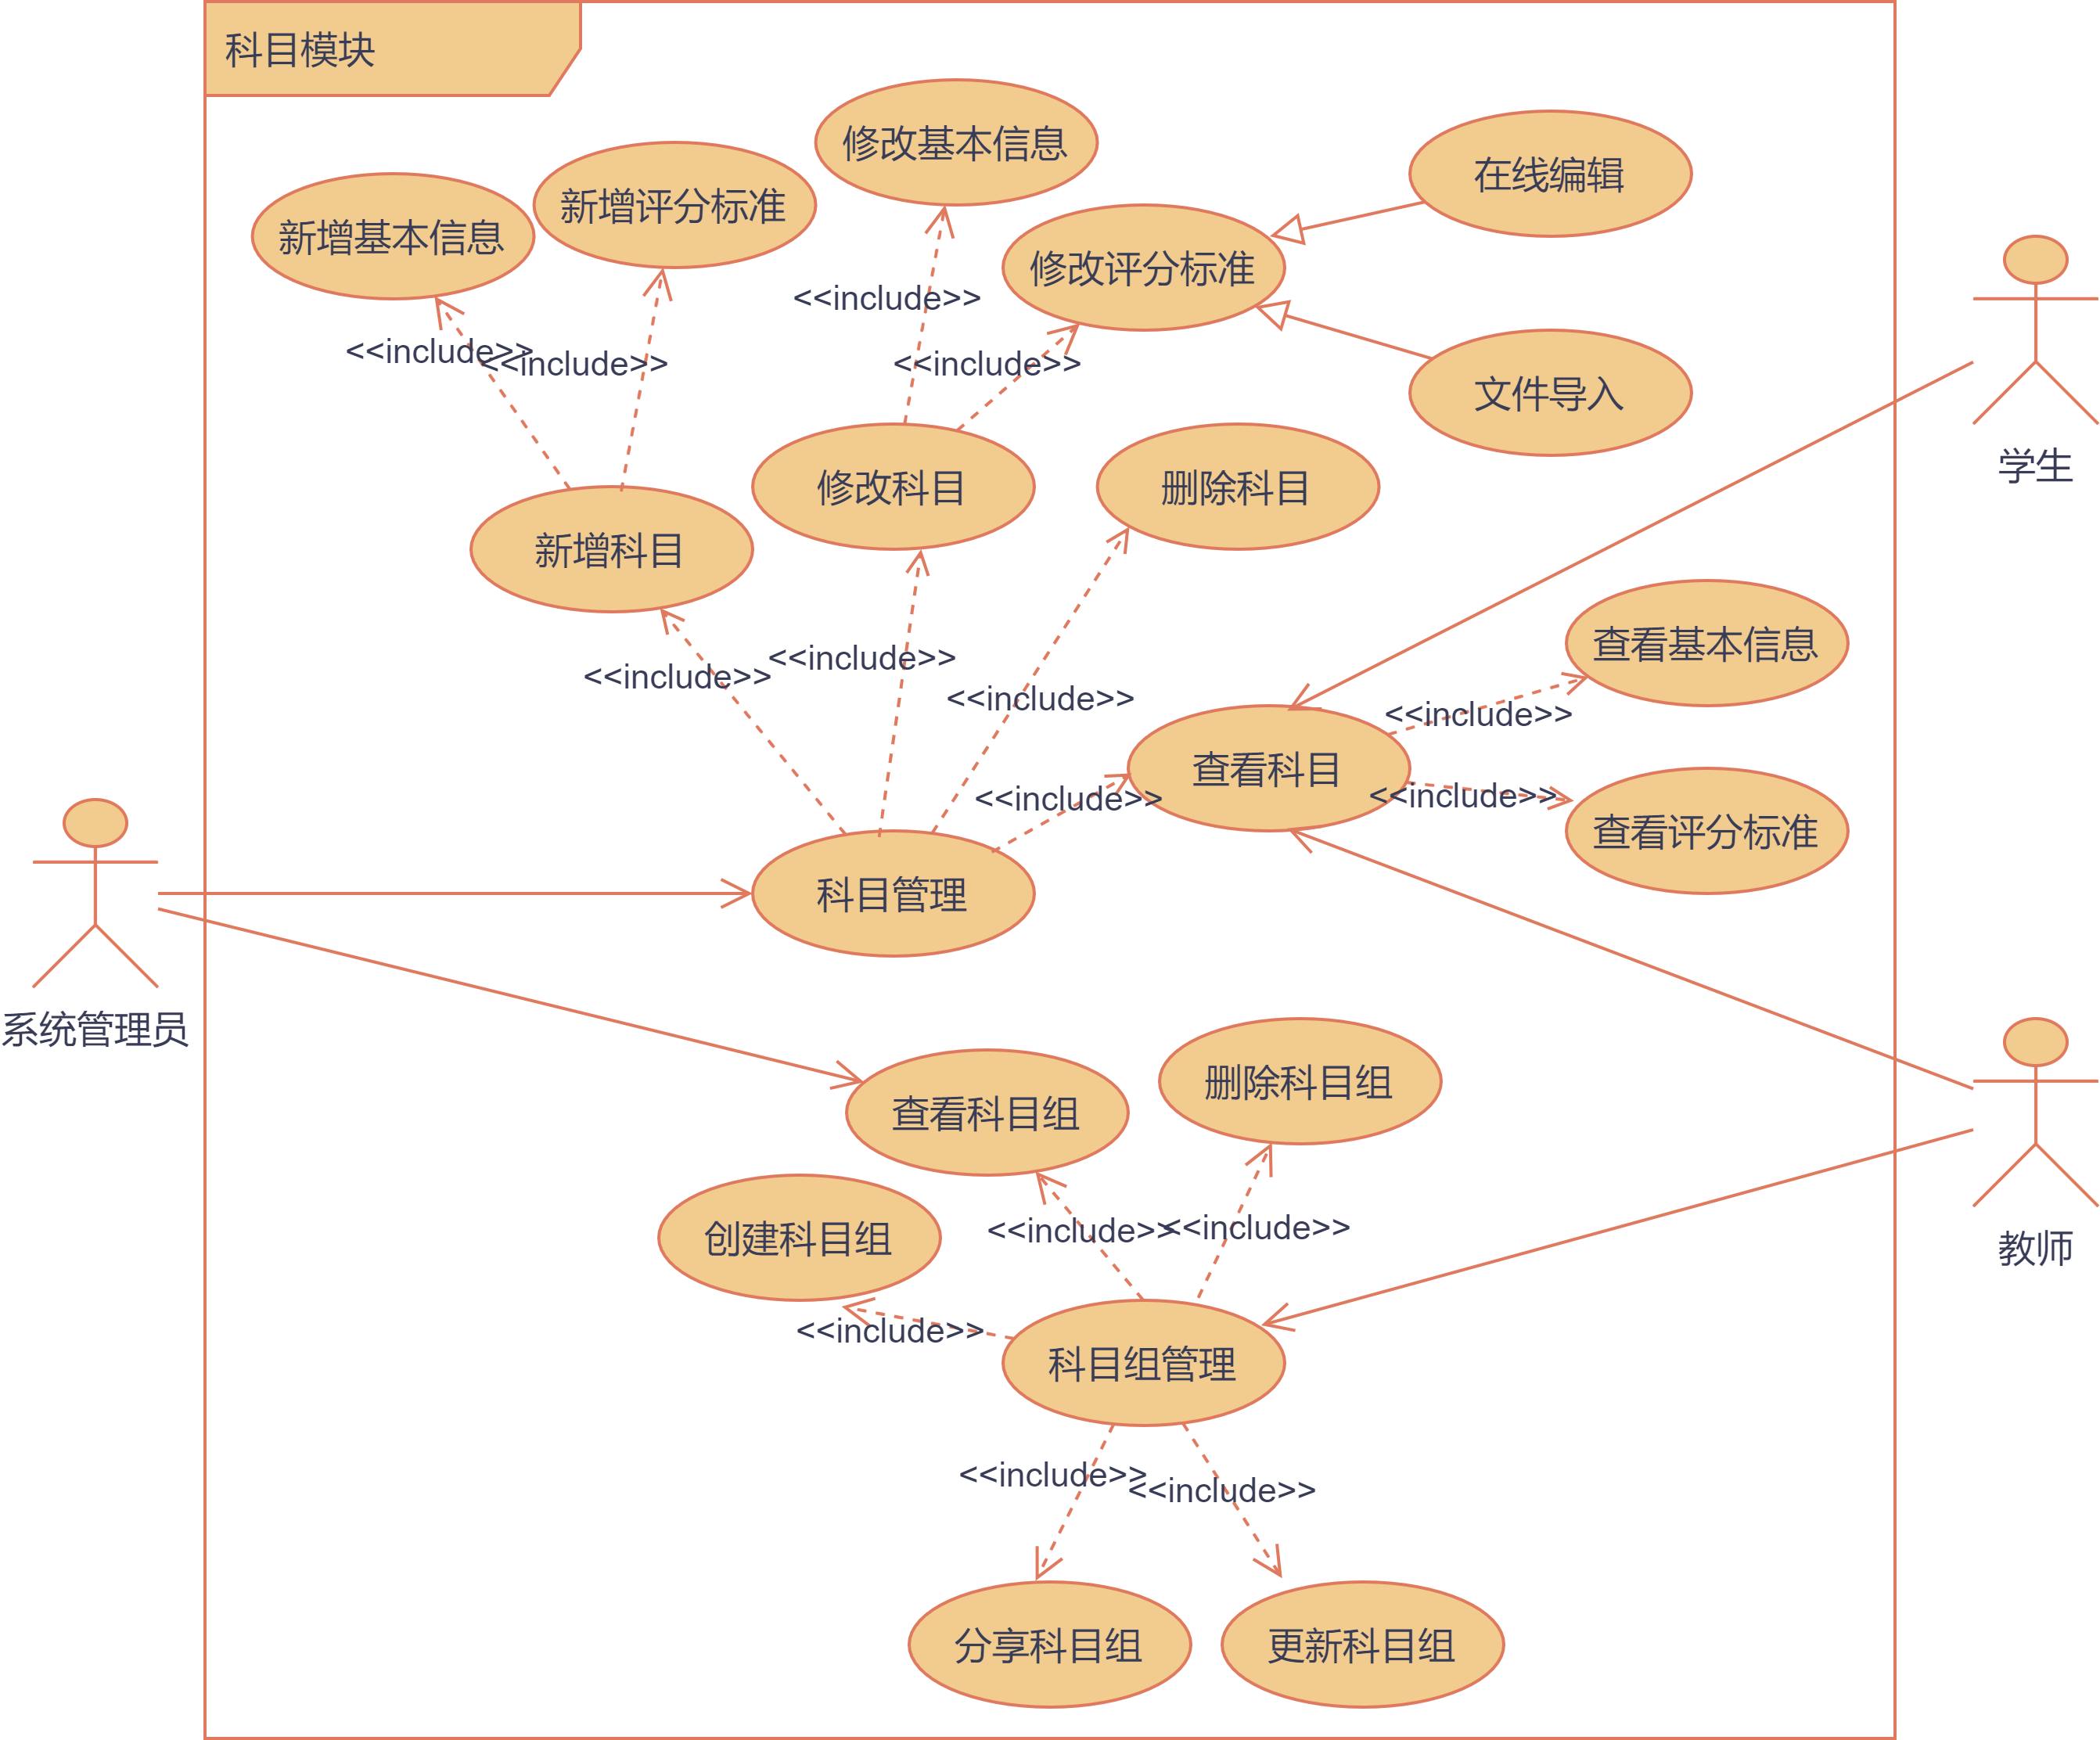 科目模块
修改基本信息
在线编辑
新增评分标准
新增基本信息
修改评分标准
<<include>>
<<include>>
<<include>>
<<include>>
文件导入
学生
修改科目
删除科目
新增科目
查看基本信息
<<include>>
<<include>>
<<include>>
<<include>>
查看科目
<<include>>
<<include>>
查看评分标准
科目管理
系统管理员
删除科目组
查看科目组
<<include>>
<<include>>
创建科目组
教师
<<include>>
科目组管理
<<include>>
<<include>>
分享科目组
更新科目组